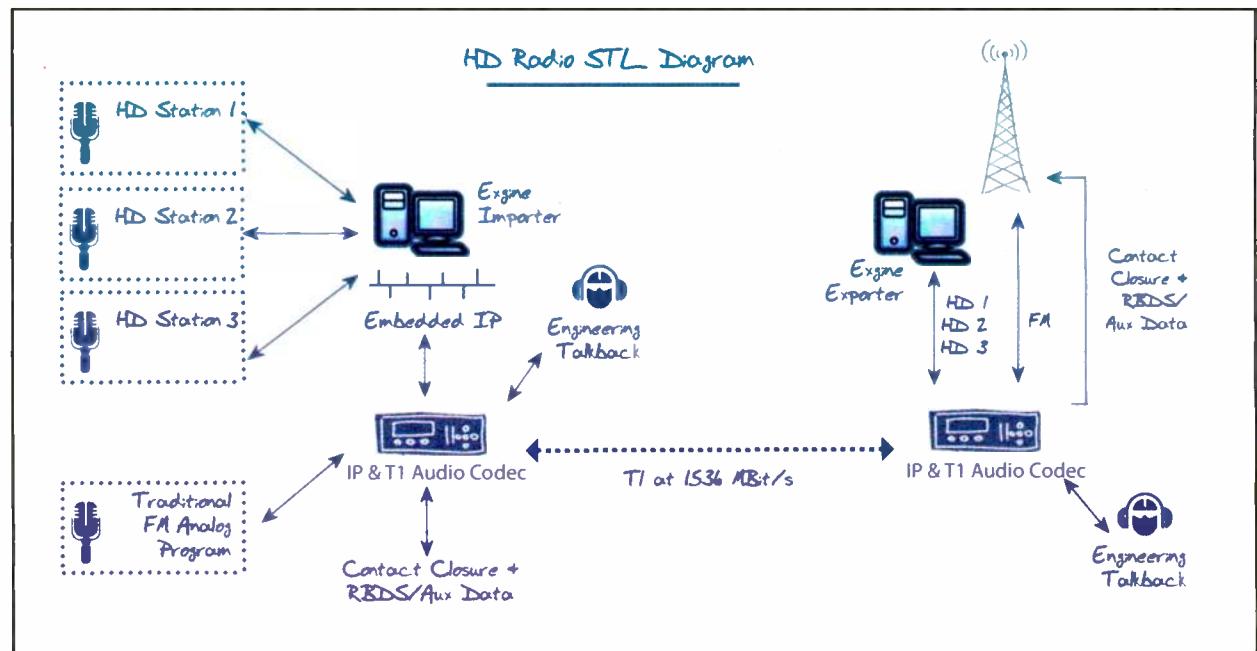 HD Radio STL Diagram
HD Station 1
HD Station 2
HD Station 3
Exgine
Importer
Embedded IP
Engineering
Talkback
IP & T1 Audio Codec
Traditional
FM Analog
Program
Contact Closure +
RBDS/Aux Data
T1 at 1.536 MBit/s
Exgine
Exporter
HD 1
HD 2
HD 3
FM
Contact
Closure +
RBDS/
Aux Data
IP & T1 Audio Codec
Engineering
Talkback